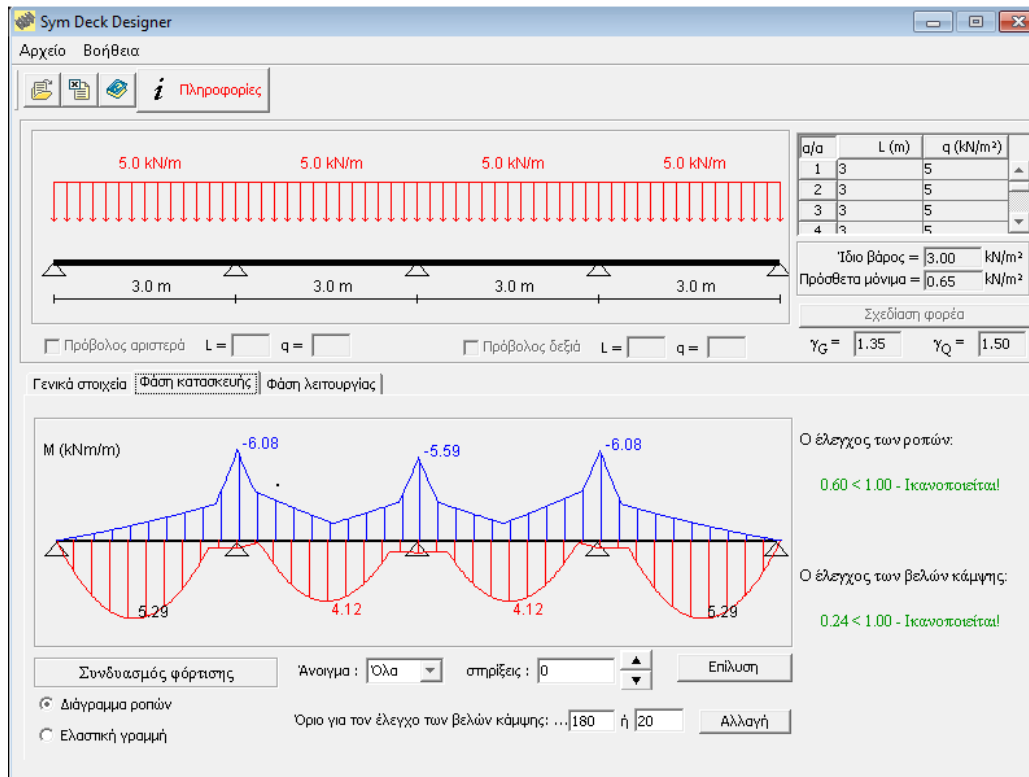 Sym Deck Designer
Αρχείο Βοήθεια
i Πληροφορίες
5.0 kN/m 5.0 kN/m 5.0 kN/m 5.0 kN/m
3.0 m 3.0 m 3.0 m 3.0 m
α/α L (m) q (kN/m²)
1 3 5
2 3 5
3 3 5
4 3 5
Ίδιο βάρος = 3.00 kN/m²
Πρόσθετα μόνιμα = 0.65 kN/m²
Σχεδίαση φορέα
Πρόβολος αριστερά L = q = Πρόβολος δεξιά L = q = γG = 1.35 γQ = 1.50
Γενικά στοιχεία Φάση κατασκευής Φάση λειτουργίας
M (kNm/m)
-6.08 -5.59 -6.08
5.29 4.12 4.12 5.29
Ο έλεγχος των ροπών:
0.60 < 1.00 - Ικανοποιείται!
Ο έλεγχος των βελών κάμψης:
0.24 < 1.00 - Ικανοποιείται!
Συνδυασμός φόρτισης Άνοιγμα : Όλα στηρίξεις : 0 Επίλυση
Διάγραμμα ροπών
Ελαστική γραμμή
Όριο για τον έλεγχο των βελών κάμψης: ... 180 ή 20 Αλλαγή